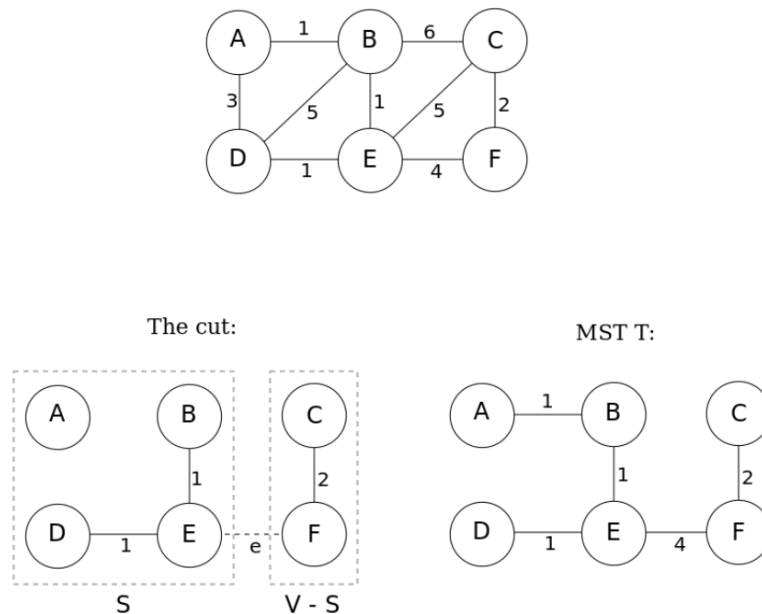 A 1 B 6 C
3 5 1 5 2
D 1 E 4 F
The cut:
A B C
1 2
D 1 E e F
S V - S
MST T:
A 1 B C
1 2
D 1 E 4 F